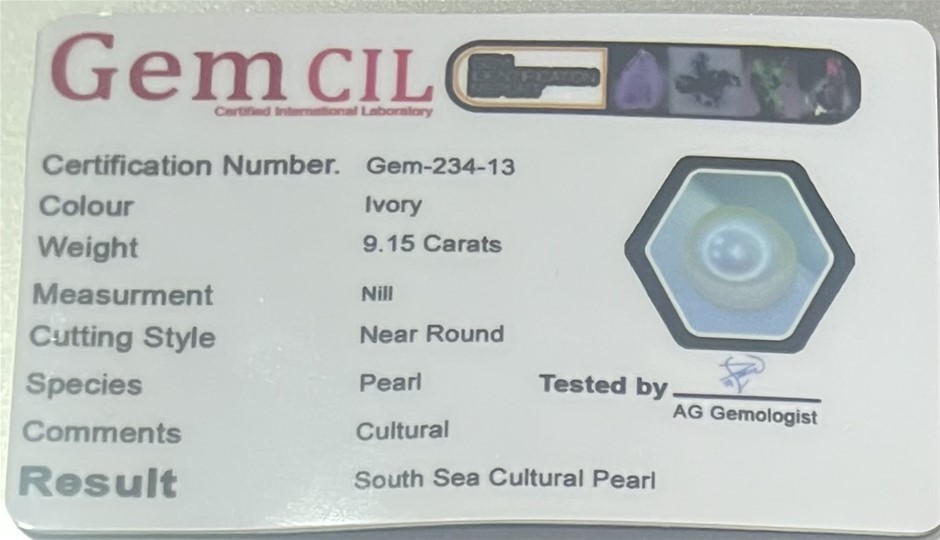 Gem CIL
Certified International Laboratory
IDENTIFICATION
Certification Number. Gem-234-13
Colour Ivory
Weight 9.15 Carats
Measurment Nill
Cutting Style Near Round
Species Pearl
Tested by
AG Gemologist
Comments Cultural
Result South Sea Cultural Pearl